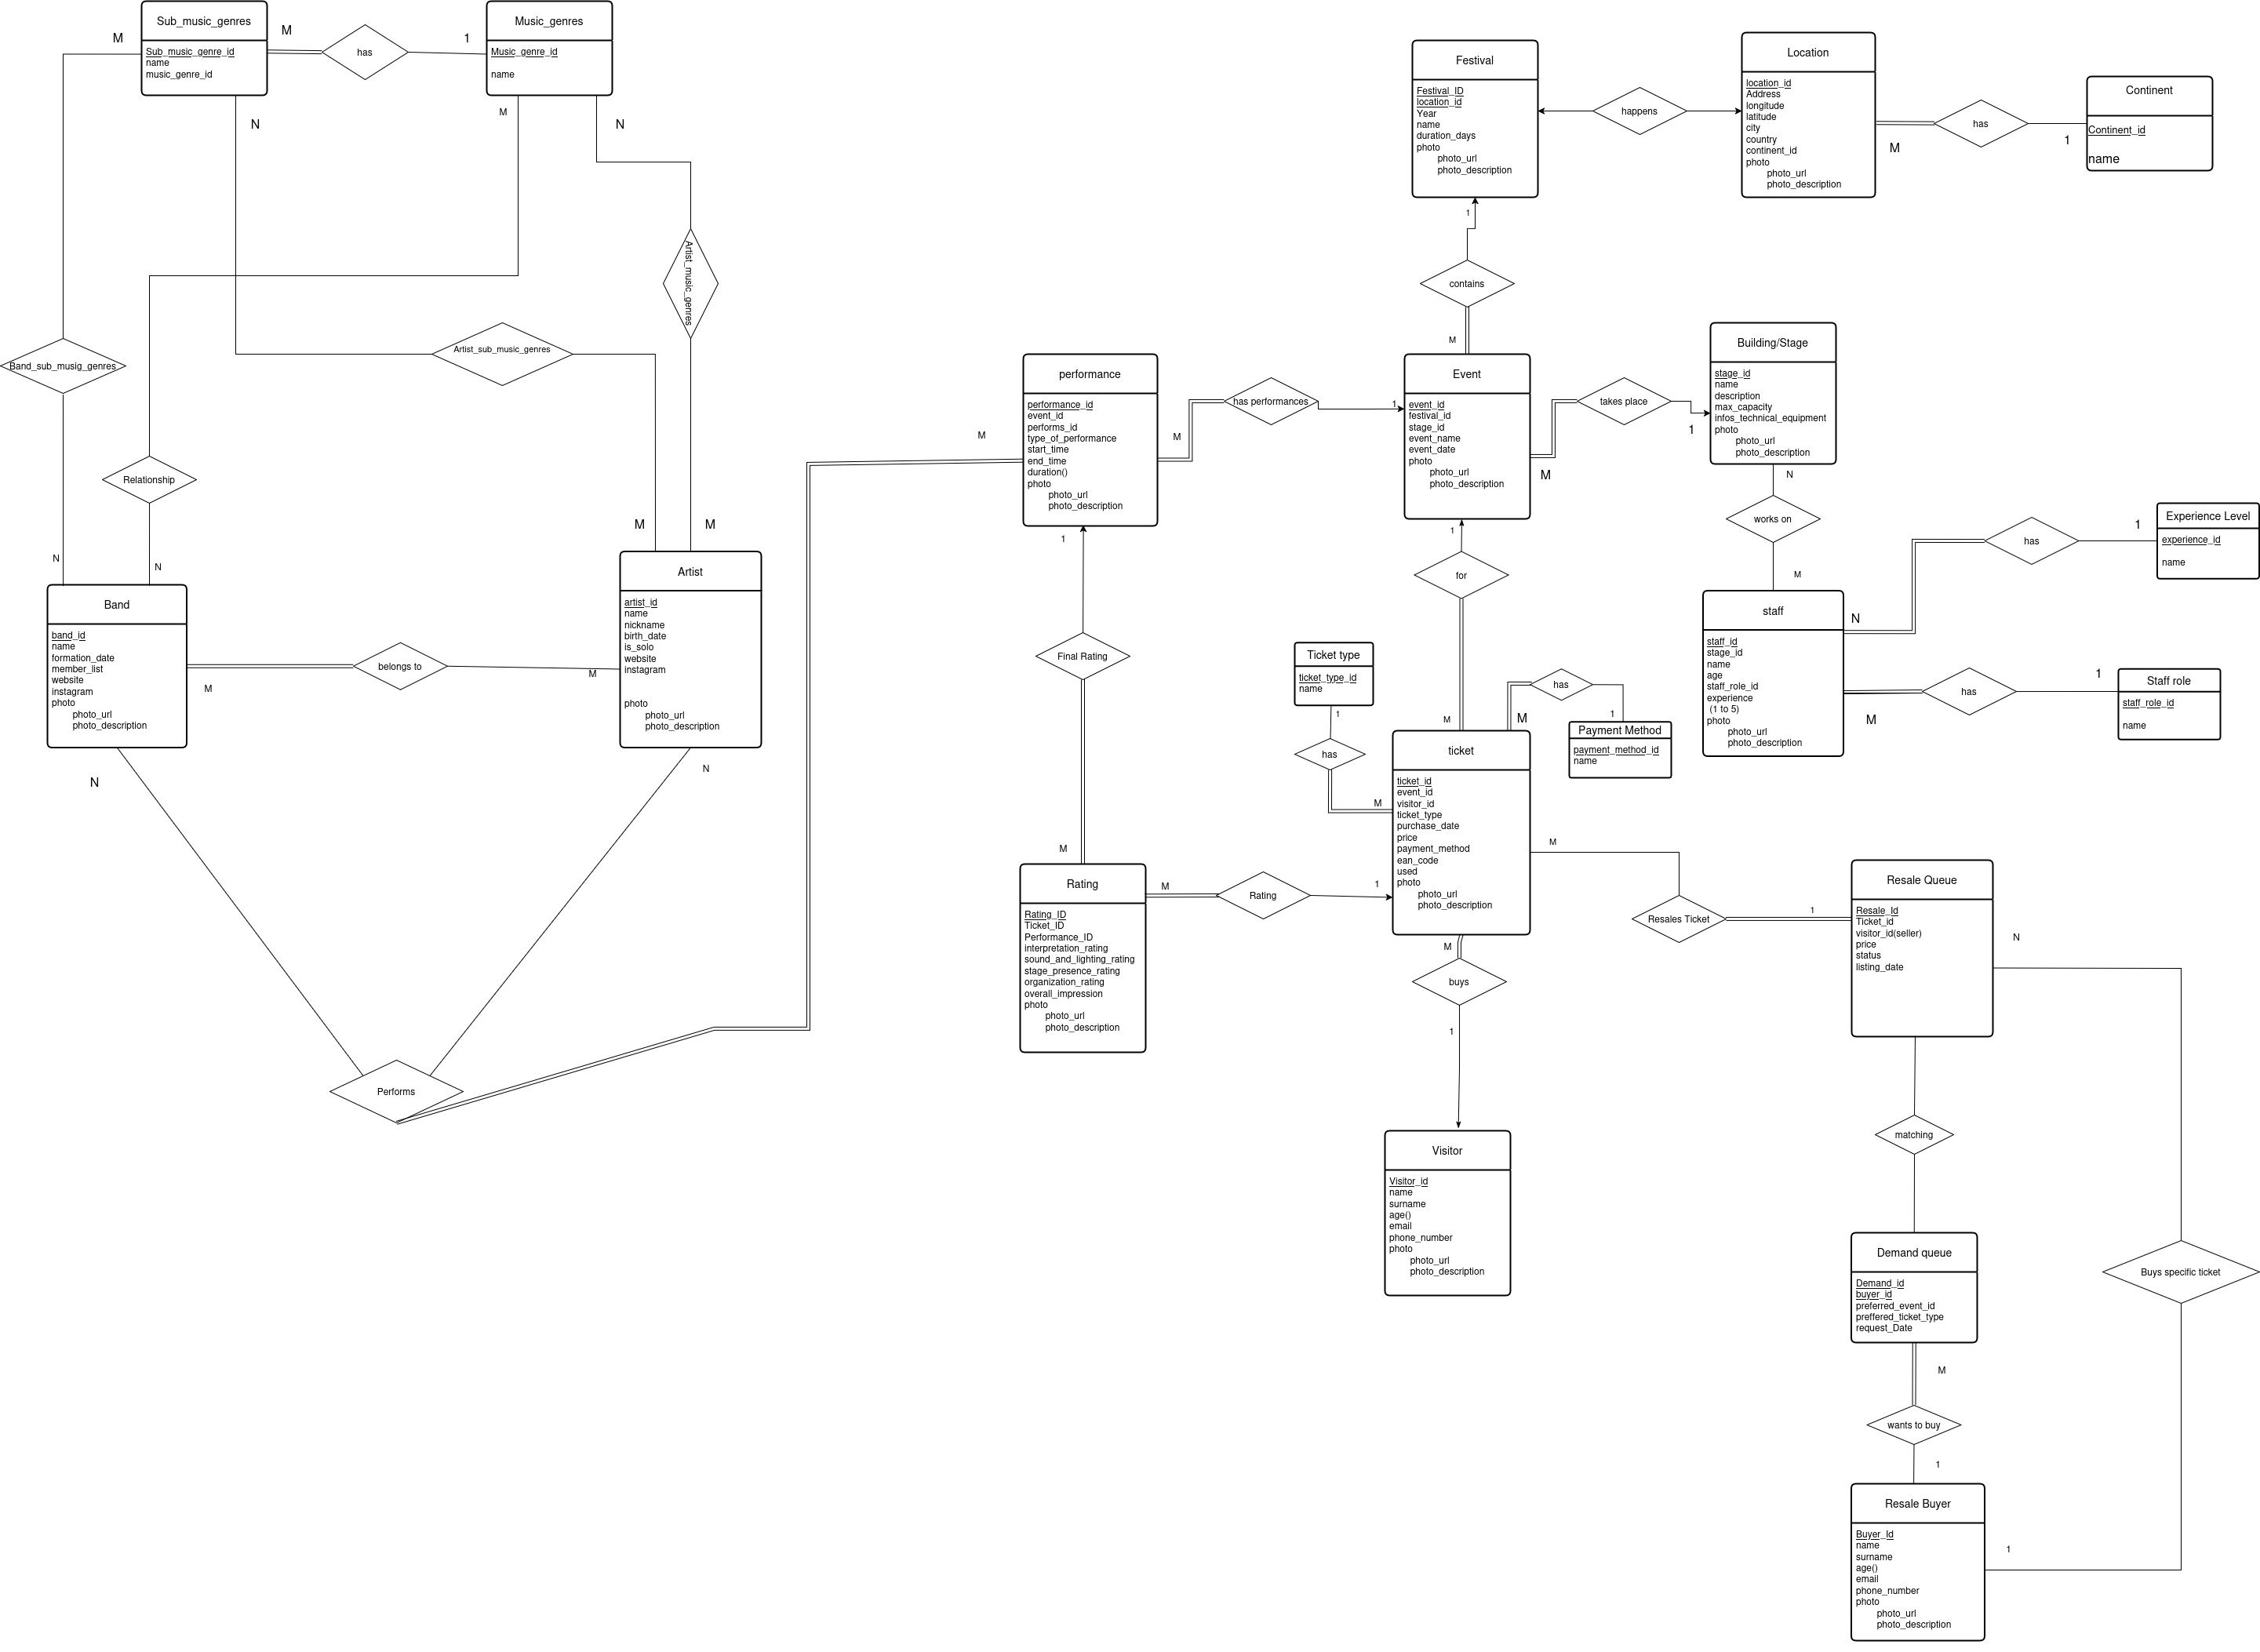 Sub_music_genres
Sub_music_genre_id
name
music_genre_id
M
M
has
1
Music_genres
Music_genre_id
name
N
M
N
Artist_music_genres
Artist_sub_music_genres
Band_sub_musig_genres
Relationship
N
N
M
M
Band
band_id
name
formation_date
member_list
website
instagram
photo
photo_url
photo_description
M
belongs to
M
Artist
artist_id
name
nickname
birth_date
is_solo
website
instagram
photo
photo_url
photo_description
N
N
Performs
Festival
Festival_ID
location_id
Year
name
duration_days
photo
photo_url
photo_description
happens
Location
location_id
Address
longitude
latitude
city
country
continent_id
photo
photo_url
photo_description
M
has
1
Continent
Continent_id
name
1
contains
M
performance
performance_id
event_id
performs_id
type_of_performance
start_time
end_time
duration()
photo
photo_url
photo_description
M
M
has performances
1
Event
event_id
festival_id
stage_id
event_name
event_date
photo
photo_url
photo_description
M
takes place
1
Building/Stage
stage_id
name
description
max_capacity
infos_technical_equipment
photo
photo_url
photo_description
N
works on
M
staff
staff_id
stage_id
name
age
staff_role_id
experience
(1 to 5)
photo
photo_url
photo_description
N
has
1
Experience Level
experience_id
name
M
has
1
Staff role
staff_role_id
name
1
Final Rating
M
1
for
M
Ticket type
ticket_type_id
name
1
has
M
has
M
1
Payment Method
payment_method_id
name
ticket
ticket_id
event_id
visitor_id
ticket_type
purchase_date
price
payment_method
ean_code
used
photo
photo_url
photo_description
Rating
Rating_ID
Ticket_ID
Performance_ID
interpretation_rating
sound_and_lighting_rating
stage_presence_rating
organization_rating
overall_impression
photo
photo_url
photo_description
M
Rating
1
M
Resales Ticket
1
Resale Queue
Resale_Id
Ticket_id
visitor_id(seller)
price
status
listing_date
N
M
buys
1
Visitor
Visitor_id
name
surname
age()
email
phone_number
photo
photo_url
photo_description
matching
Demand queue
Demand_id
buyer_id
preferred_event_id
preffered_ticket_type
request_Date
Buys specific ticket
M
wants to buy
1
Resale Buyer
Buyer_Id
name
surname
age()
email
phone_number
photo
photo_url
photo_description
1